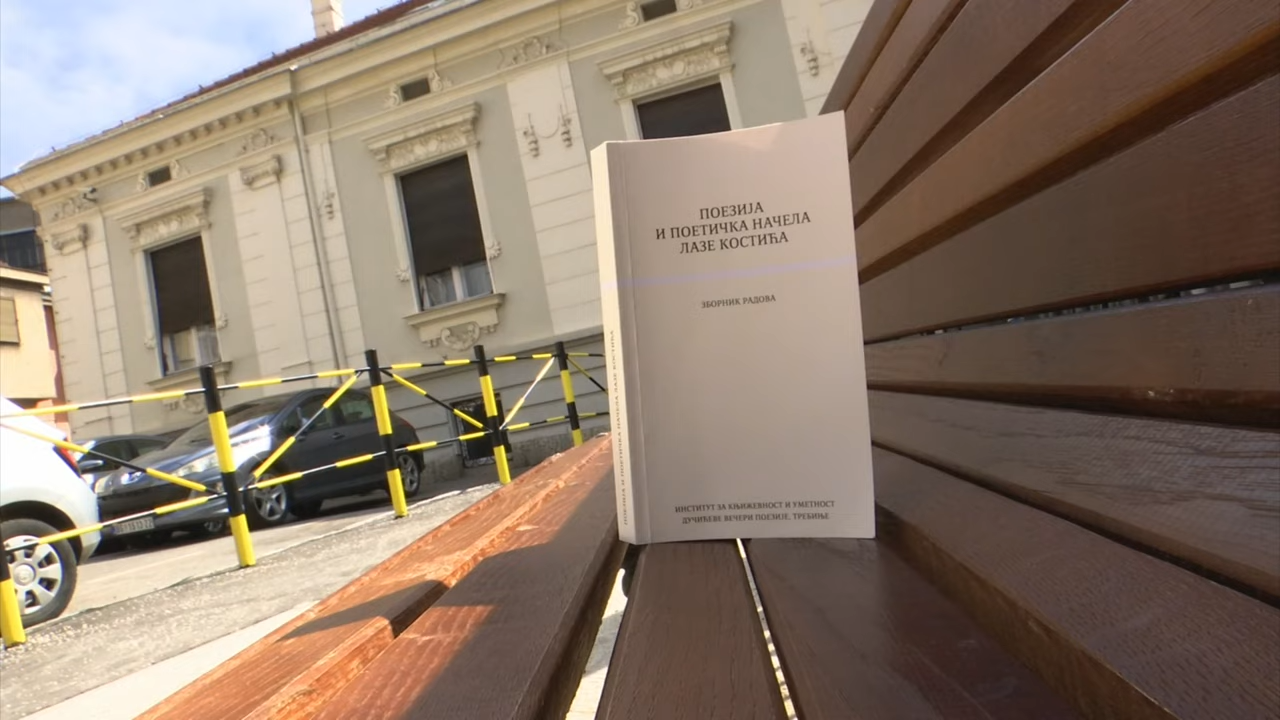 ПОЕЗИЈА
И ПОЕТИЧКА НАЧЕЛА
ЛАЗЕ КОСТИЋА
ЗБОРНИК РАДОВА
ИНСТИТУТ ЗА КЊИЖЕВНОСТ И УМЕТНОСТ
ДУЧИЋЕВЕ ВЕЧЕРИ ПОЕЗИЈЕ, ТРЕБИЊЕ
ПОЕЗИЈА И ПОЕТИЧКА НАЧЕЛА ЛАЗЕ КОСТИЋА